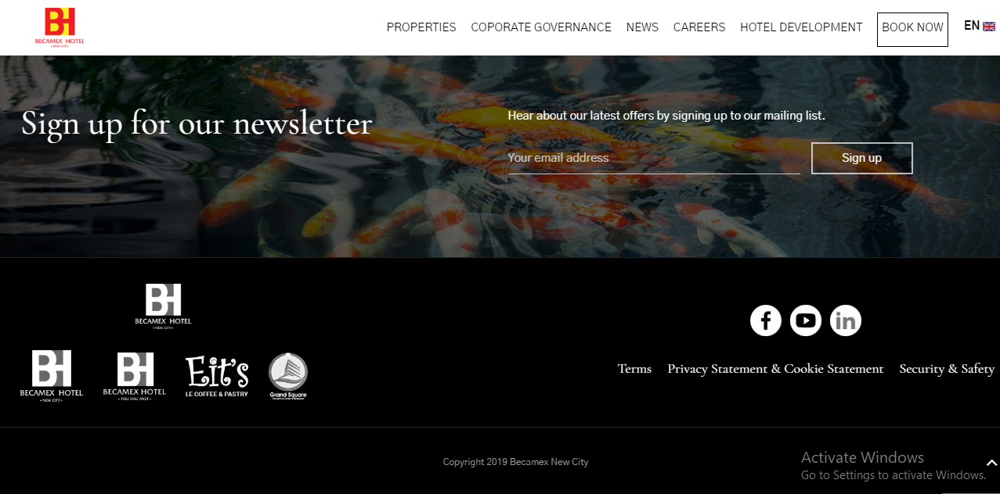 BH
BECAMEX HOTEL
• NEW CITY •
PROPERTIES COPORATE GOVERNANCE NEWS CAREERS HOTEL DEVELOPMENT BOOK NOW EN
Sign up for our newsletter
Hear about our latest offers by signing up to our mailing list.
Your email address
Sign up
BH
BECAMEX HOTEL
• NEW CITY •
BH
BECAMEX HOTEL
• NEW CITY •
BH
BECAMEX HOTEL
• THU DAU MOT •
Eit's
LE COFFEE & PASTRY
Grand Square
f
in
Terms Privacy Statement & Cookie Statement Security & Safety
Copyright 2019 Becamex New City
Activate Windows
Go to Settings to activate Windows.